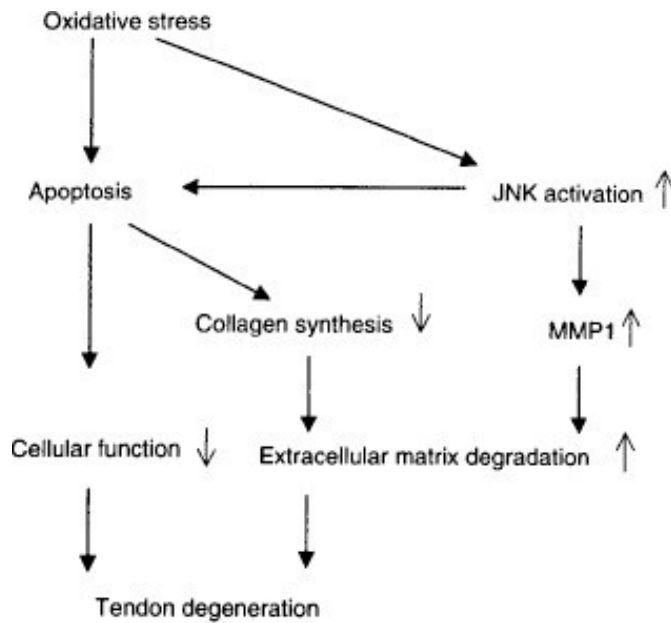 Oxidative stress
Apoptosis
JNK activation ↑
Collagen synthesis ↓
MMP1 ↑
Cellular function ↓
Extracellular matrix degradation ↑
Tendon degeneration